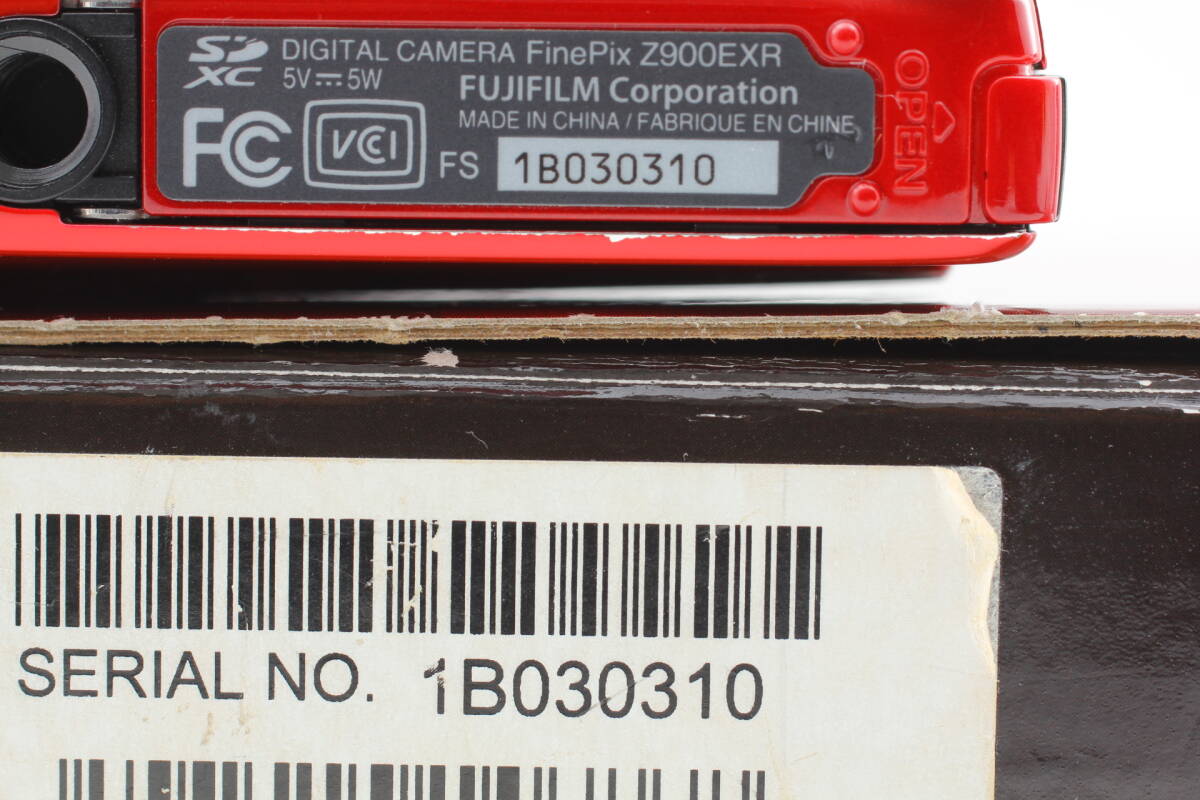 SD XC DIGITAL CAMERA FinePix Z900EXR
5V⎓5W
FUJIFILM Corporation
MADE IN CHINA / FABRIQUE EN CHINE
FC VCCI FS 1B030310
OPEN
SERIAL NO. 1B030310